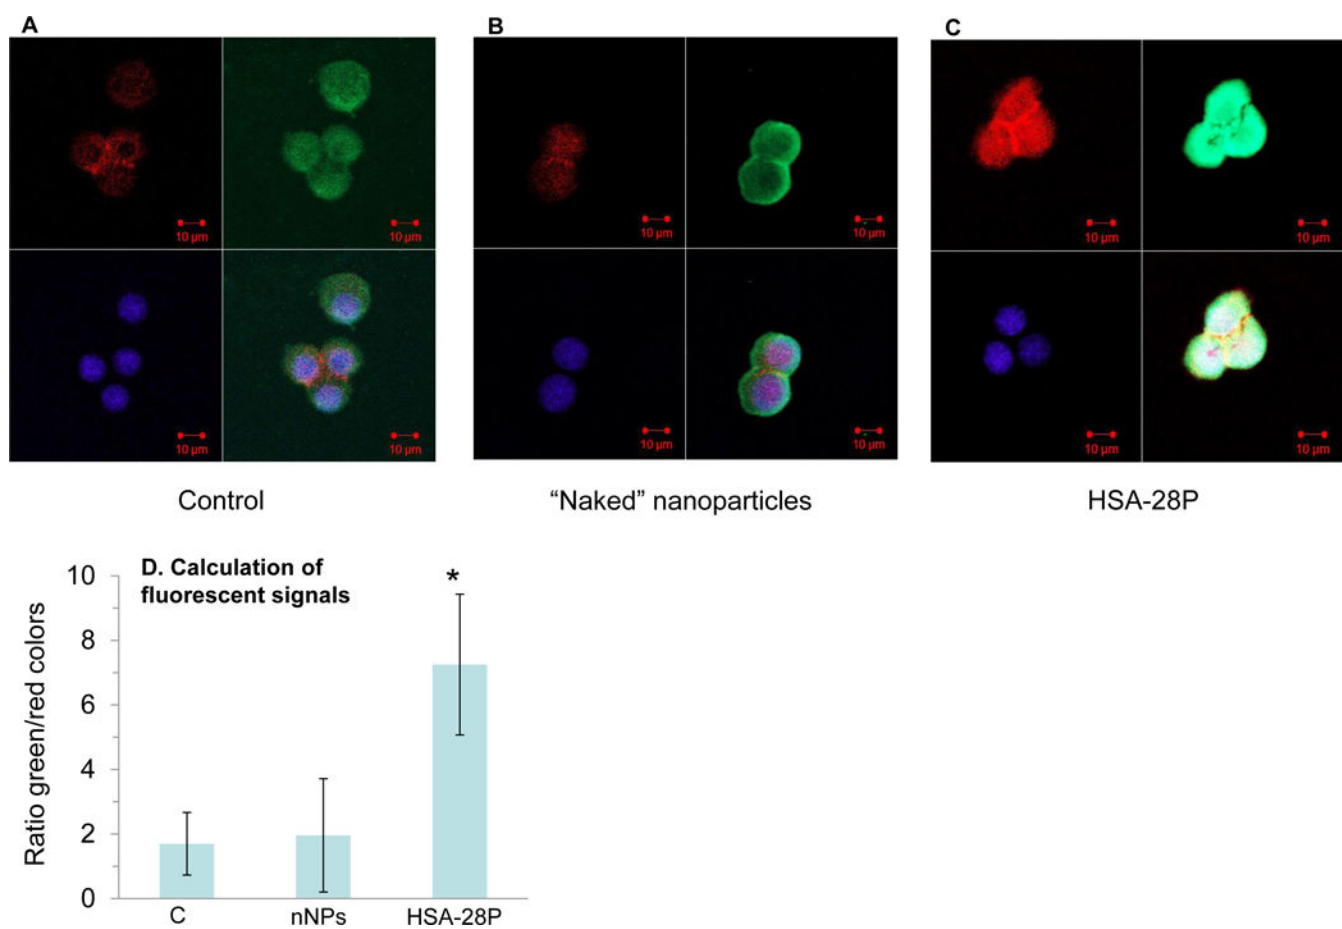 A
B
C
10 µm
10 µm
10 µm
10 µm
10 µm
10 µm
10 µm
10 µm
10 µm
10 µm
10 µm
10 µm
Control
“Naked” nanoparticles
HSA-28P
D. Calculation of
fluorescent signals
*
Ratio green/red colors
10
8
6
4
2
0
C
nNPs
HSA-28P